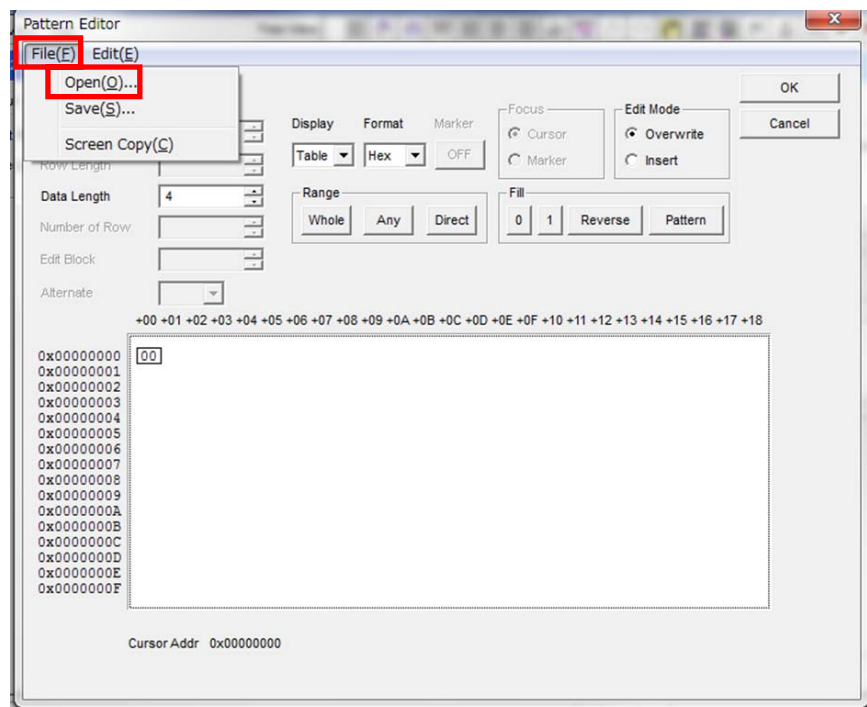 Pattern Editor
File(F) Edit(E)
Open(O)...
Save(S)...
Screen Copy(C)
Row Length
Data Length 4
Number of Row
Edit Block
Alternate
Display Format Marker
Table Hex OFF
Focus
Cursor
Marker
Edit Mode
Overwrite
Insert
OK
Cancel
Range
Whole Any Direct
Fill
0 1 Reverse Pattern
+00 +01 +02 +03 +04 +05 +06 +07 +08 +09 +0A +0B +0C +0D +0E +0F +10 +11 +12 +13 +14 +15 +16 +17 +18
0x00000000 00
0x00000001
0x00000002
0x00000003
0x00000004
0x00000005
0x00000006
0x00000007
0x00000008
0x00000009
0x0000000A
0x0000000B
0x0000000C
0x0000000D
0x0000000E
0x0000000F
Cursor Addr 0x00000000